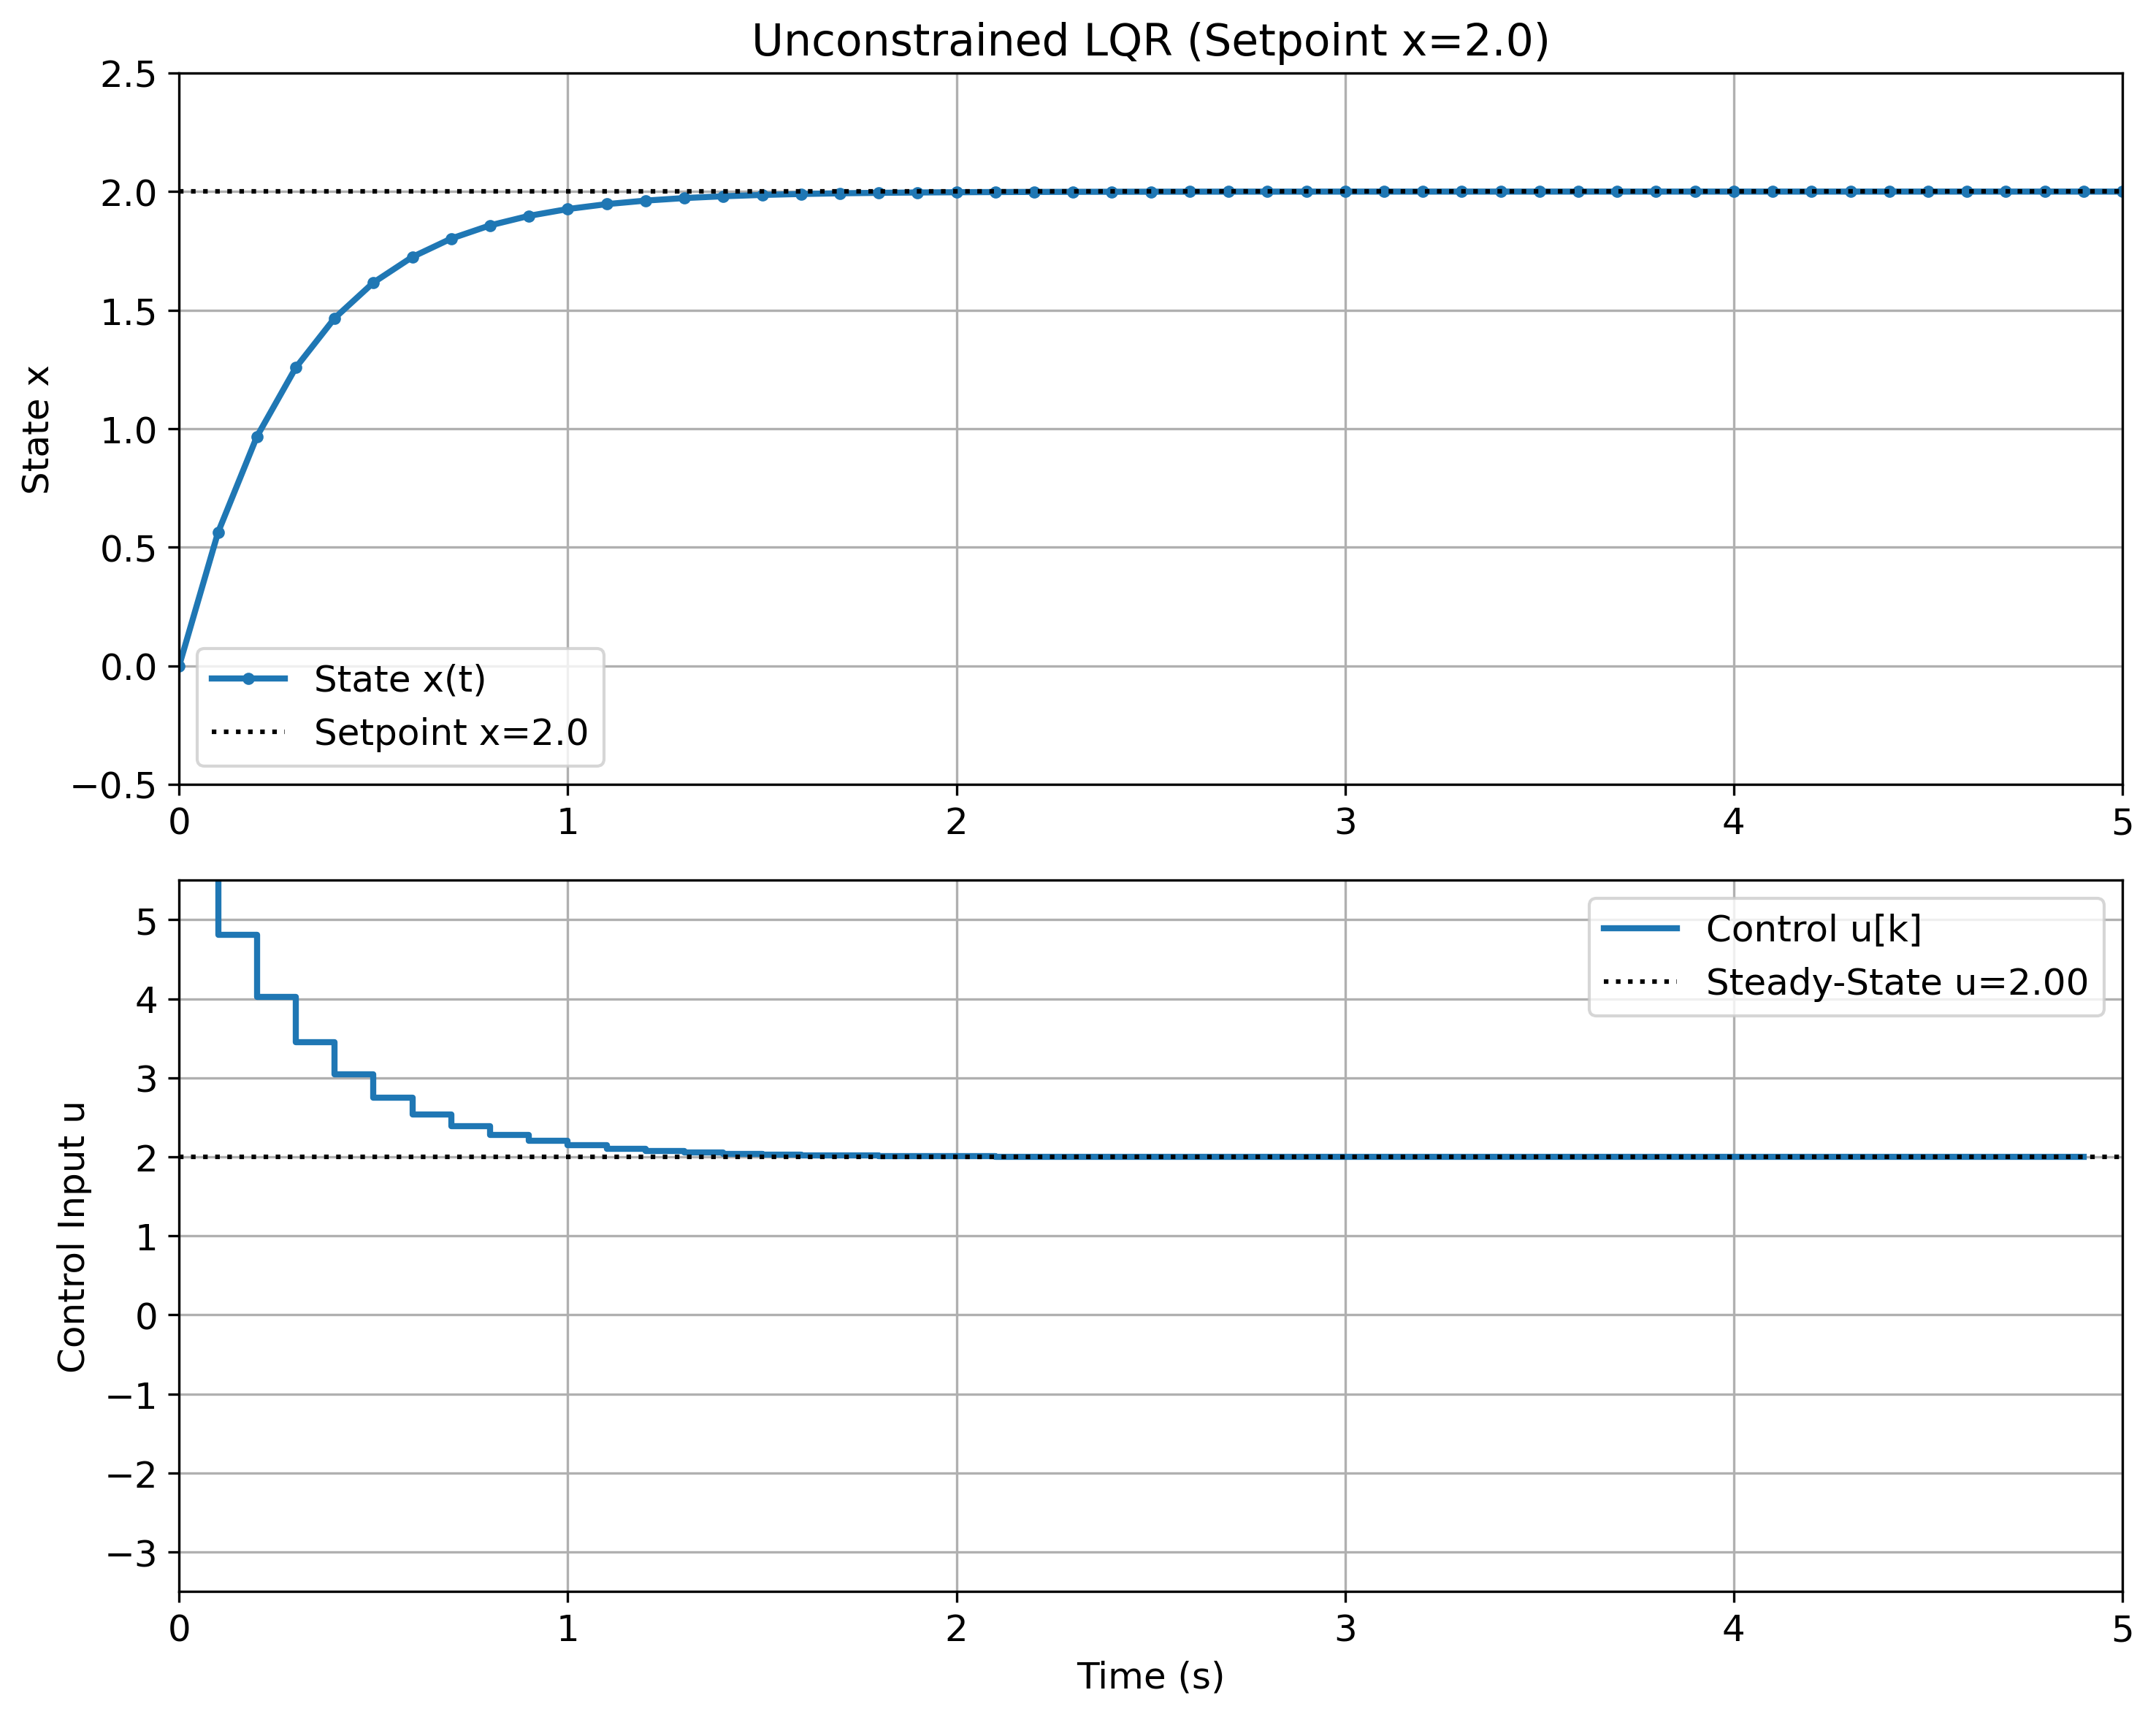 Unconstrained LQR (Setpoint x=2.0)
2.5
2.0
1.5
1.0
0.5
0.0
−0.5
State x
State x(t)
Setpoint x=2.0
0 1 2 3 4 5
5
4
3
2
1
0
−1
−2
−3
Control Input u
Control u[k]
Steady-State u=2.00
0 1 2 3 4 5
Time (s)